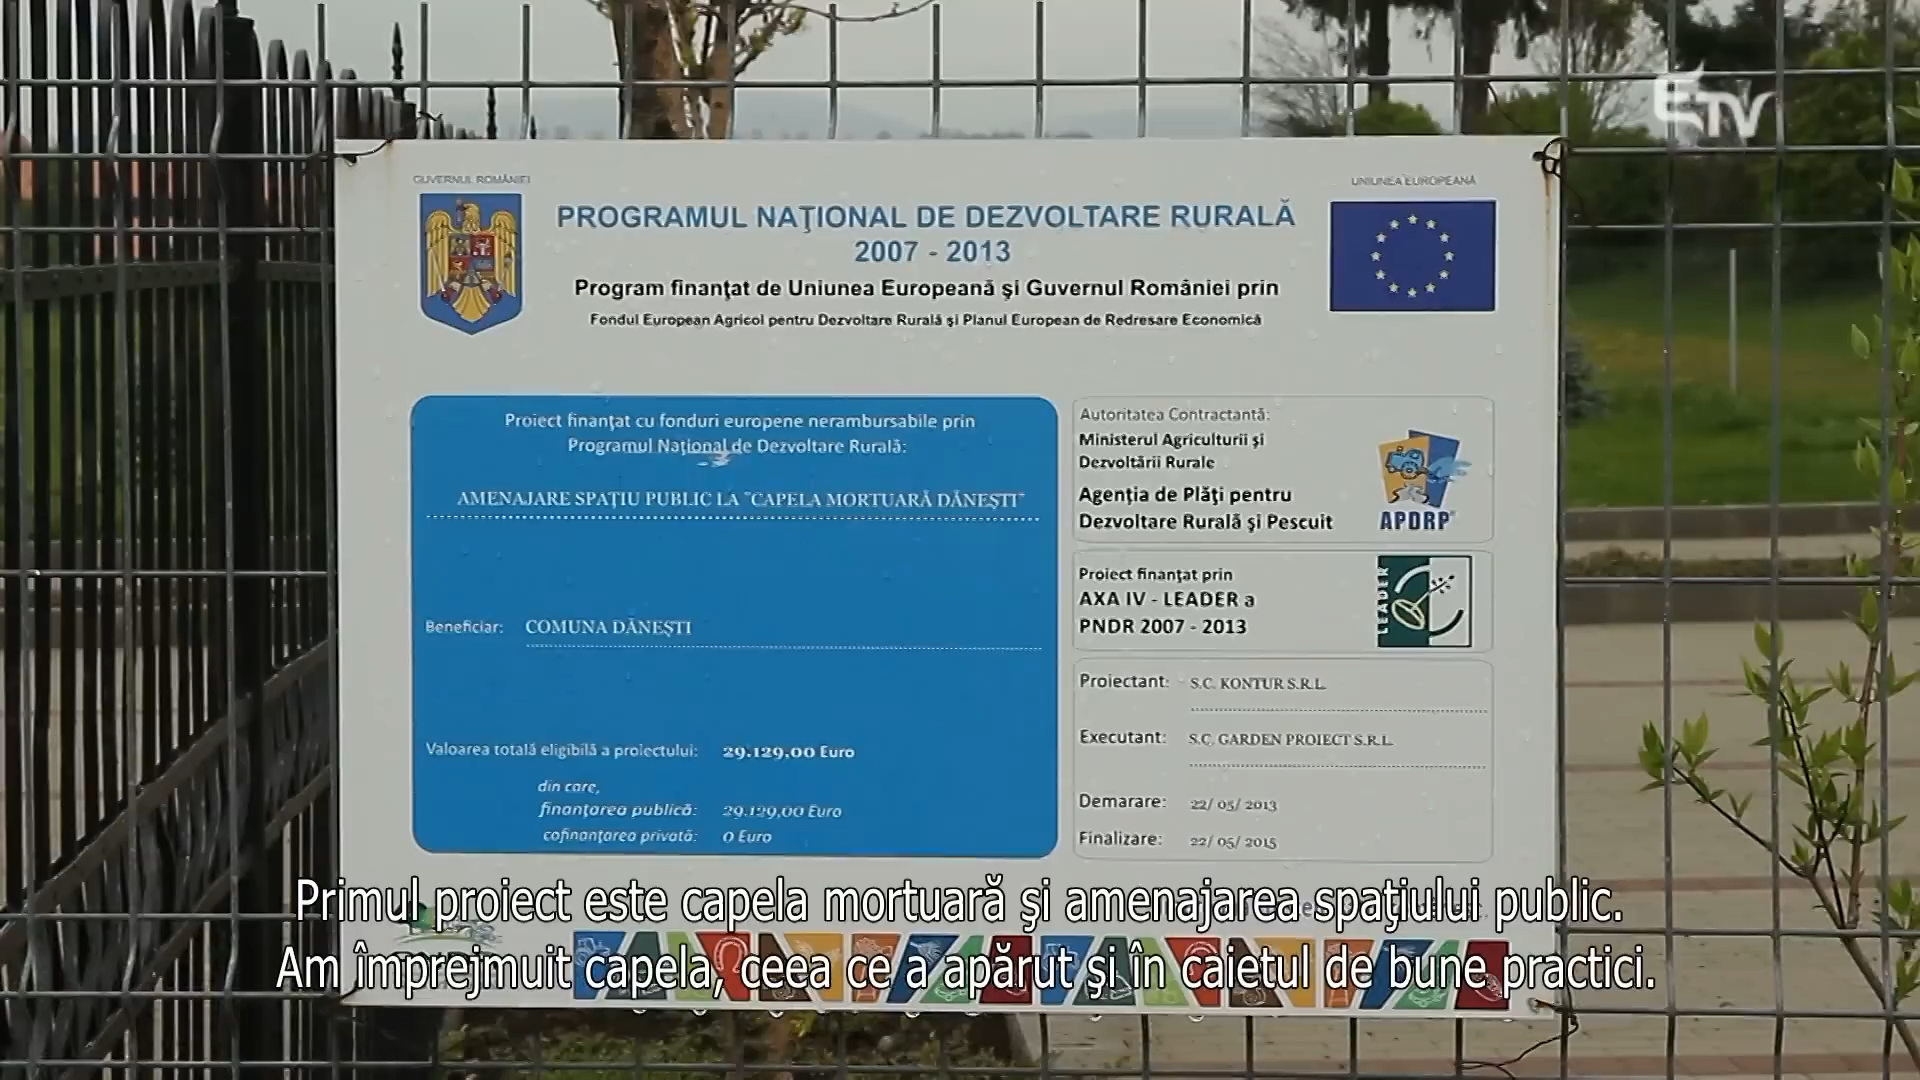 ETV
GUVERNUL ROMÂNIEI
UNIUNEA EUROPEANĂ
PROGRAMUL NAŢIONAL DE DEZVOLTARE RURALĂ
2007 - 2013
Program finanţat de Uniunea Europeană şi Guvernul României prin
Fondul European Agricol pentru Dezvoltare Rurală şi Planul European de Redresare Economică
Proiect finanţat cu fonduri europene nerambursabile prin
Programul Naţional de Dezvoltare Rurală:
AMENAJARE SPAŢIU PUBLIC LA "CAPELA MORTUARĂ DĂNEŞTI"
Beneficiar: COMUNA DĂNEŞTI
Valoarea totală eligibilă a proiectului: 29.129,00 Euro
din care,
finanţarea publică: 29.129,00 Euro
cofinanţarea privată: 0 Euro
Autoritatea Contractantă:
Ministerul Agriculturii şi
Dezvoltării Rurale
Agenţia de Plăţi pentru
Dezvoltare Rurală şi Pescuit
APDRP
Proiect finanţat prin
AXA IV - LEADER a
PNDR 2007 - 2013
LEADER
Proiectant: S.C. KONTUR S.R.L.
Executant: S.C. GARDEN PROIECT S.R.L.
Demarare: 22/ 05/ 2013
Finalizare: 22/ 05/ 2015
Primul proiect este capela mortuară şi amenajarea spaţiului public.
Am împrejmuit capela, ceea ce a apărut şi în caietul de bune practici.